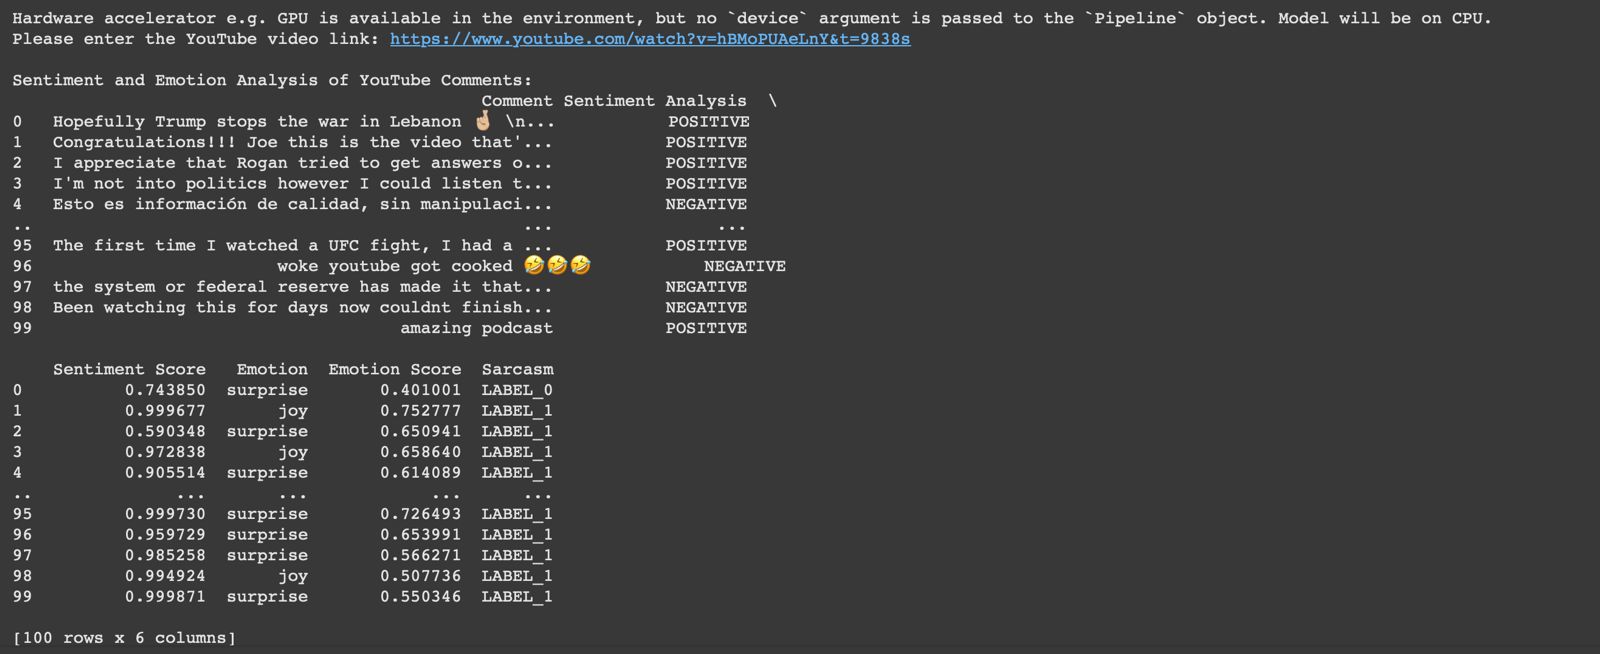 Hardware accelerator e.g. GPU is available in the environment, but no `device` argument is passed to the `Pipeline` object. Model will be on CPU.
Please enter the YouTube video link: https://www.youtube.com/watch?v=hBMoPUAeLnY&t=9838s
Sentiment and Emotion Analysis of YouTube Comments:
Comment Sentiment Analysis \
0 Hopefully Trump stops the war in Lebanon 🤞🏼 \n... POSITIVE
1 Congratulations!!! Joe this is the video that'... POSITIVE
2 I appreciate that Rogan tried to get answers o... POSITIVE
3 I'm not into politics however I could listen t... POSITIVE
4 Esto es información de calidad, sin manipulaci... NEGATIVE
.. ... ...
95 The first time I watched a UFC fight, I had a ... POSITIVE
96 woke youtube got cooked 🤣🤣🤣 NEGATIVE
97 the system or federal reserve has made it that... NEGATIVE
98 Been watching this for days now couldnt finish... NEGATIVE
99 amazing podcast POSITIVE
Sentiment Score Emotion Emotion Score Sarcasm
0 0.743850 surprise 0.401001 LABEL_0
1 0.999677 joy 0.752777 LABEL_1
2 0.590348 surprise 0.650941 LABEL_1
3 0.972838 joy 0.658640 LABEL_1
4 0.905514 surprise 0.614089 LABEL_1
.. ... ... ... ...
95 0.999730 surprise 0.726493 LABEL_1
96 0.959729 surprise 0.653991 LABEL_1
97 0.985258 surprise 0.566271 LABEL_1
98 0.994924 joy 0.507736 LABEL_1
99 0.999871 surprise 0.550346 LABEL_1
[100 rows x 6 columns]